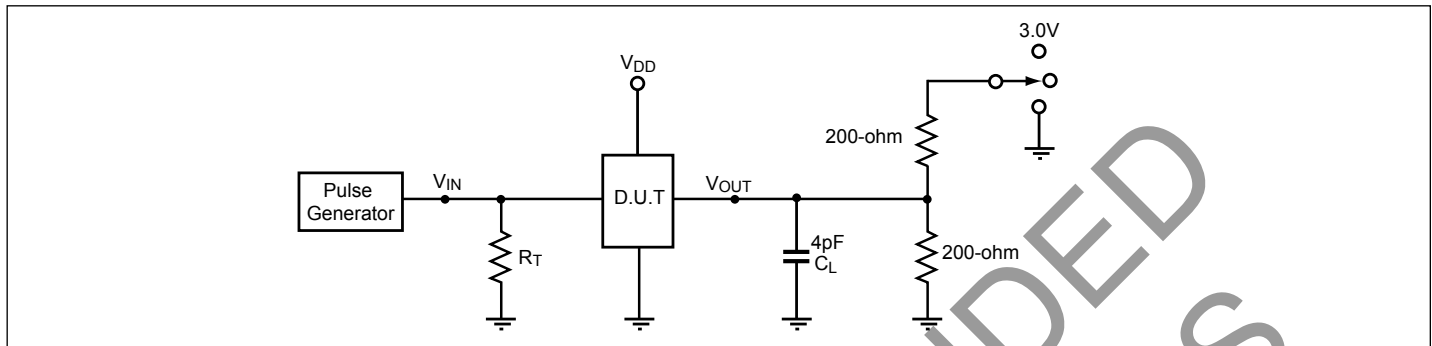 3.0V
VDD
200-ohm
Pulse
Generator
VIN
D.U.T
VOUT
RT
4pF
CL
200-ohm